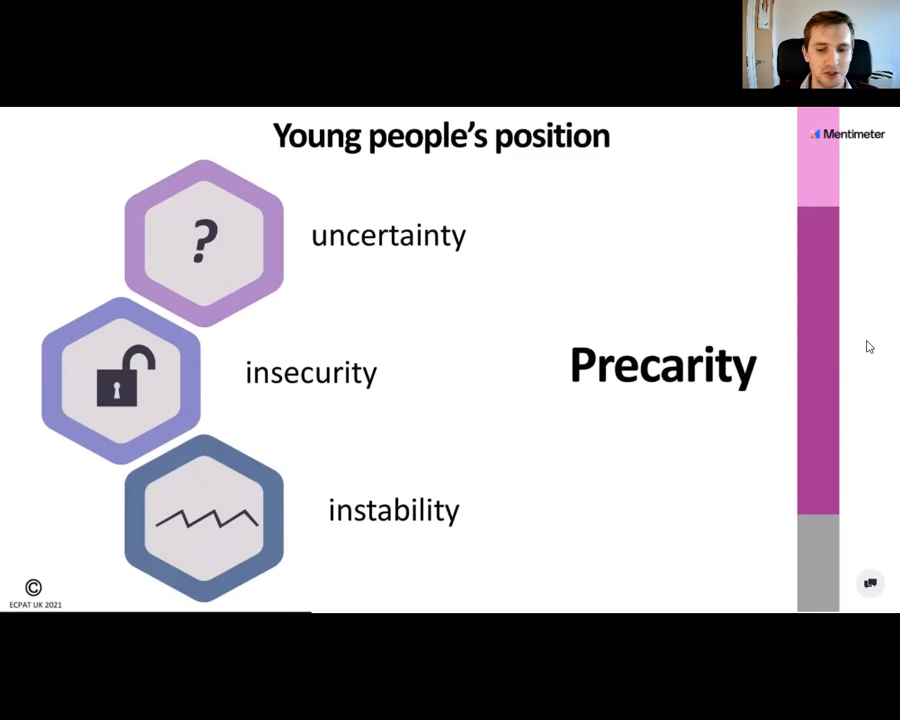 Young people's position
Mentimeter
?
uncertainty
insecurity
Precarity
instability
©
ECPAT UK 2021